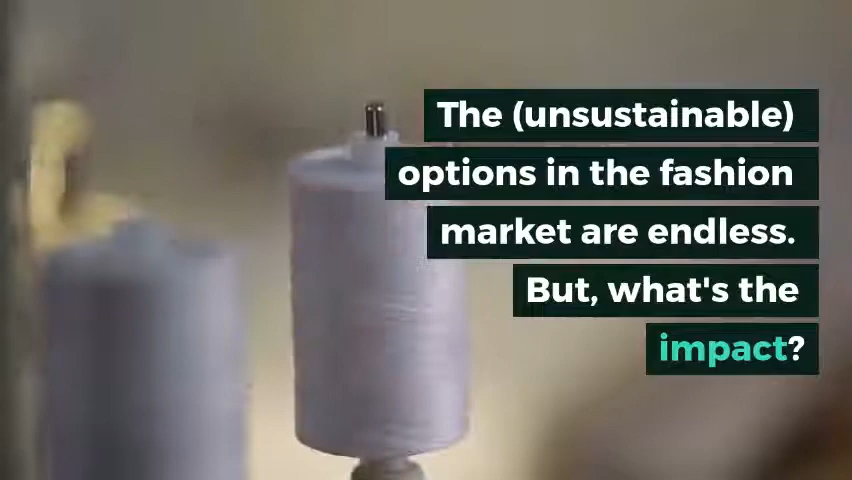 The (unsustainable)
options in the fashion
market are endless.
But, what's the
impact?